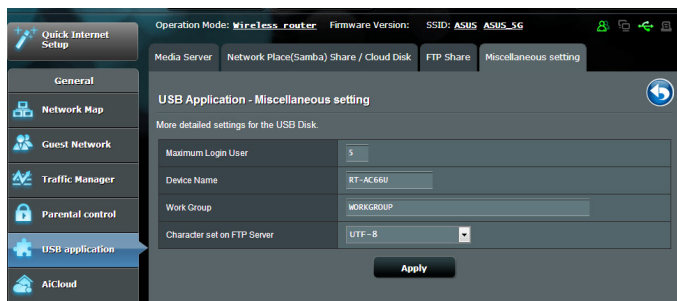 Quick Internet
Setup
Operation Mode: Wireless router Firmware Version: SSID: ASUS ASUS_5G
Media Server Network Place(Samba) Share / Cloud Disk FTP Share Miscellaneous setting
General
Network Map
Guest Network
Traffic Manager
Parental control
USB application
AiCloud
USB Application - Miscellaneous setting
More detailed settings for the USB Disk.
Maximum Login User 5
Device Name RT-AC66U
Work Group WORKGROUP
Character set on FTP Server UTF-8
Apply